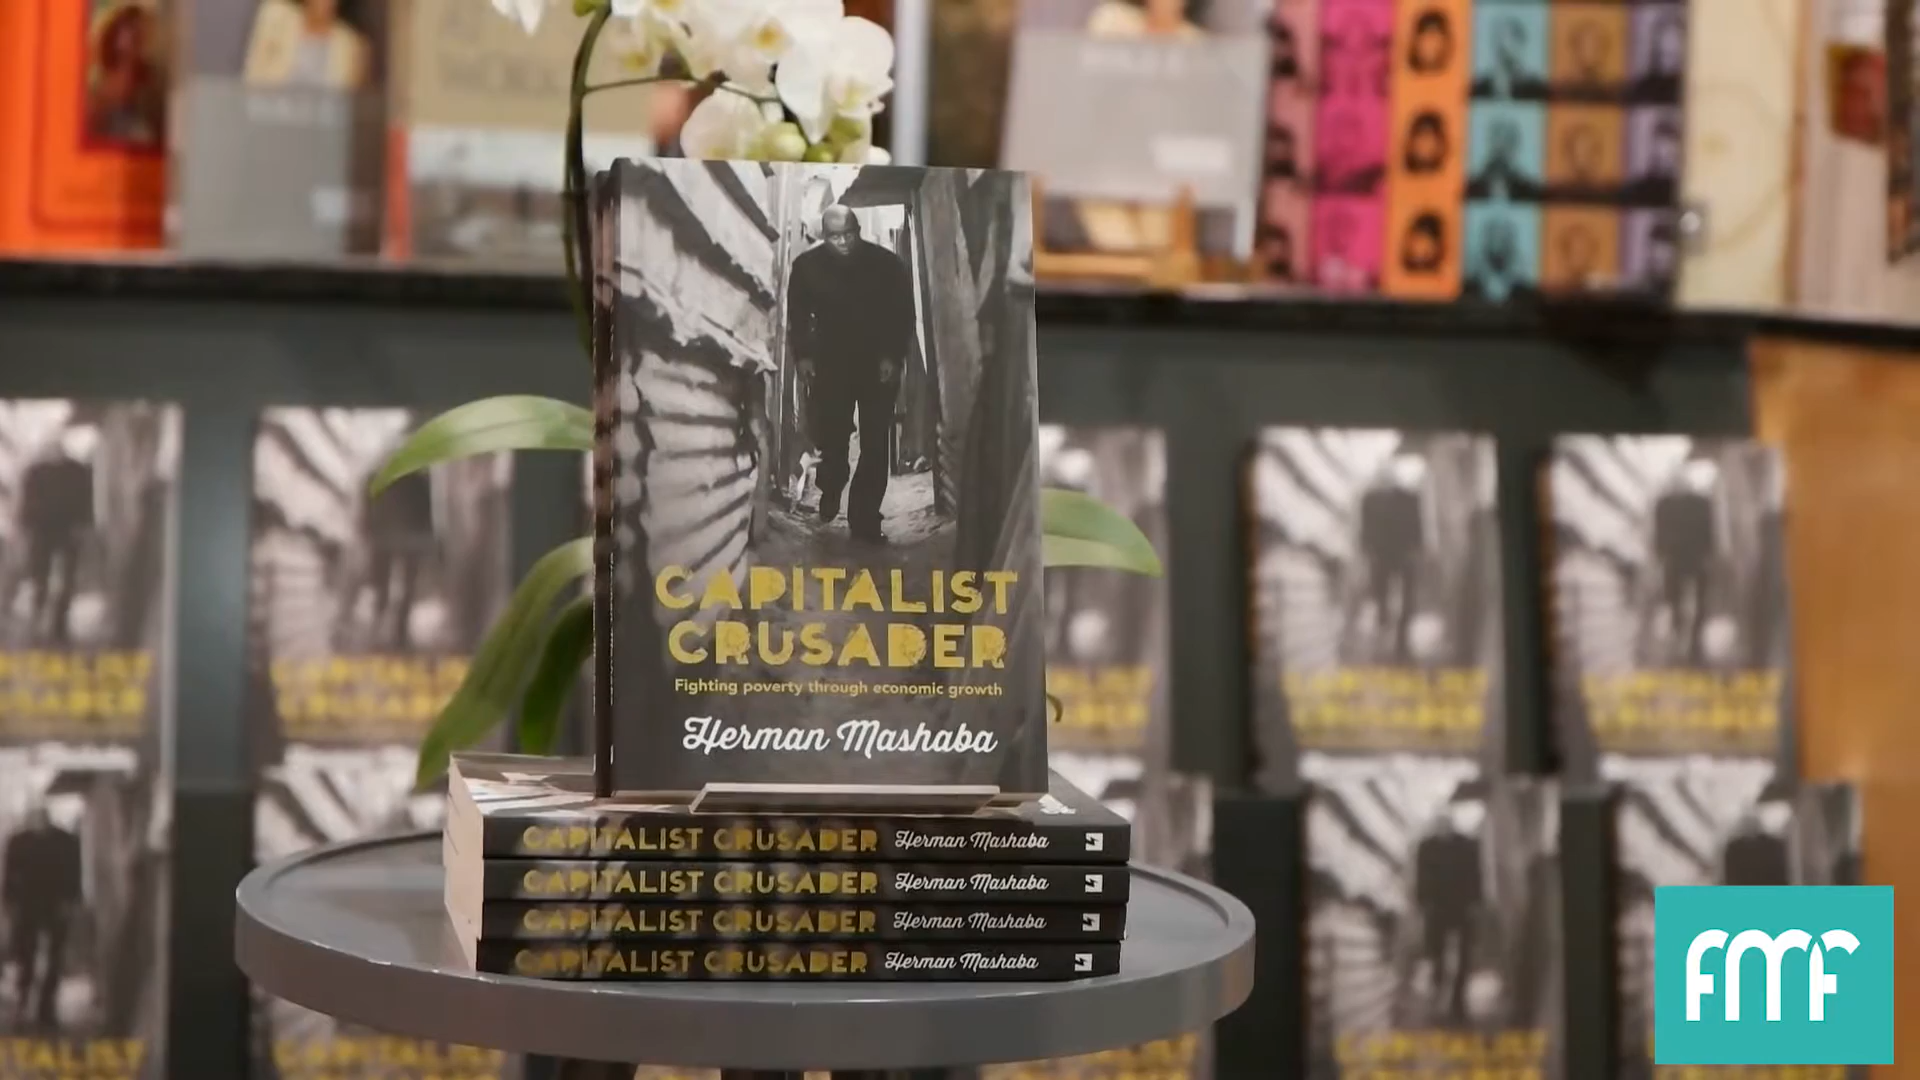 CAPITALIST
CRUSADER
Fighting poverty through economic growth
Herman Mashaba
CAPITALIST CRUSADER Herman Mashaba
CAPITALIST CRUSADER Herman Mashaba
CAPITALIST CRUSADER Herman Mashaba
CAPITALIST CRUSADER Herman Mashaba
FMF